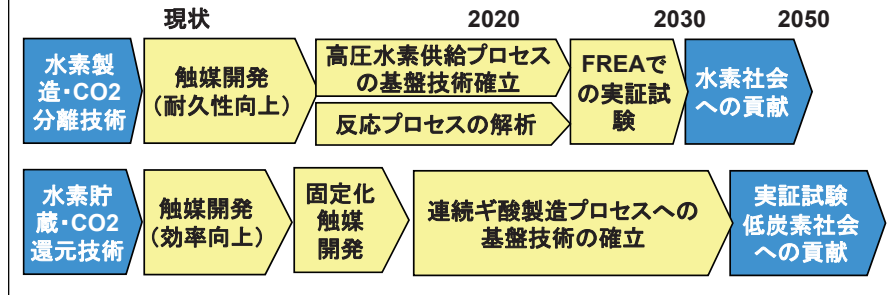 現状 2020 2030 2050
水素製
造・CO2
分離技術
触媒開発
（耐久性向上）
高圧水素供給プロセス
の基盤技術確立
反応プロセスの解析
FREAで
の実証試
験
水素社会
への貢献
水素貯
蔵・CO2
還元技術
触媒開発
（効率向上）
固定化
触媒
開発
連続ギ酸製造プロセスへの
基盤技術の確立
実証試験
低炭素社会
への貢献